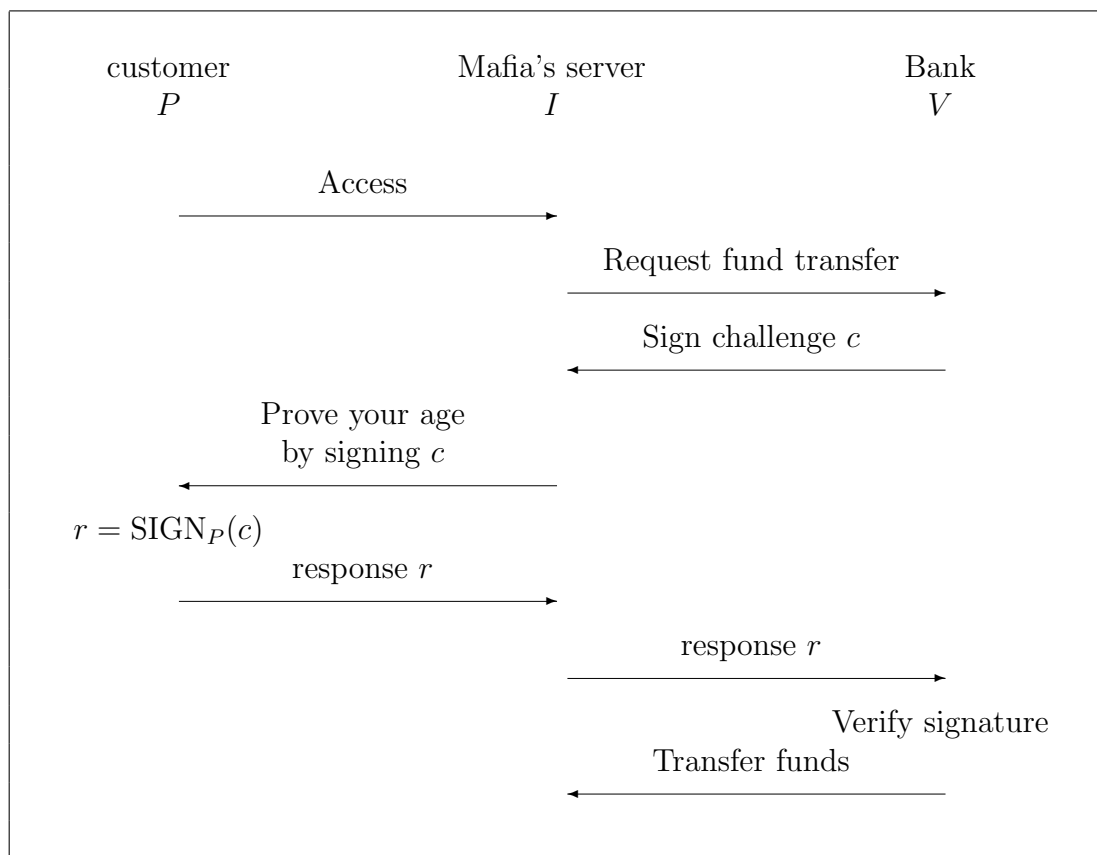 customer Mafia's server Bank
P I V
Access
Request fund transfer
Sign challenge c
Prove your age
by signing c
r = SIGN_P(c)
response r
response r
Verify signature
Transfer funds